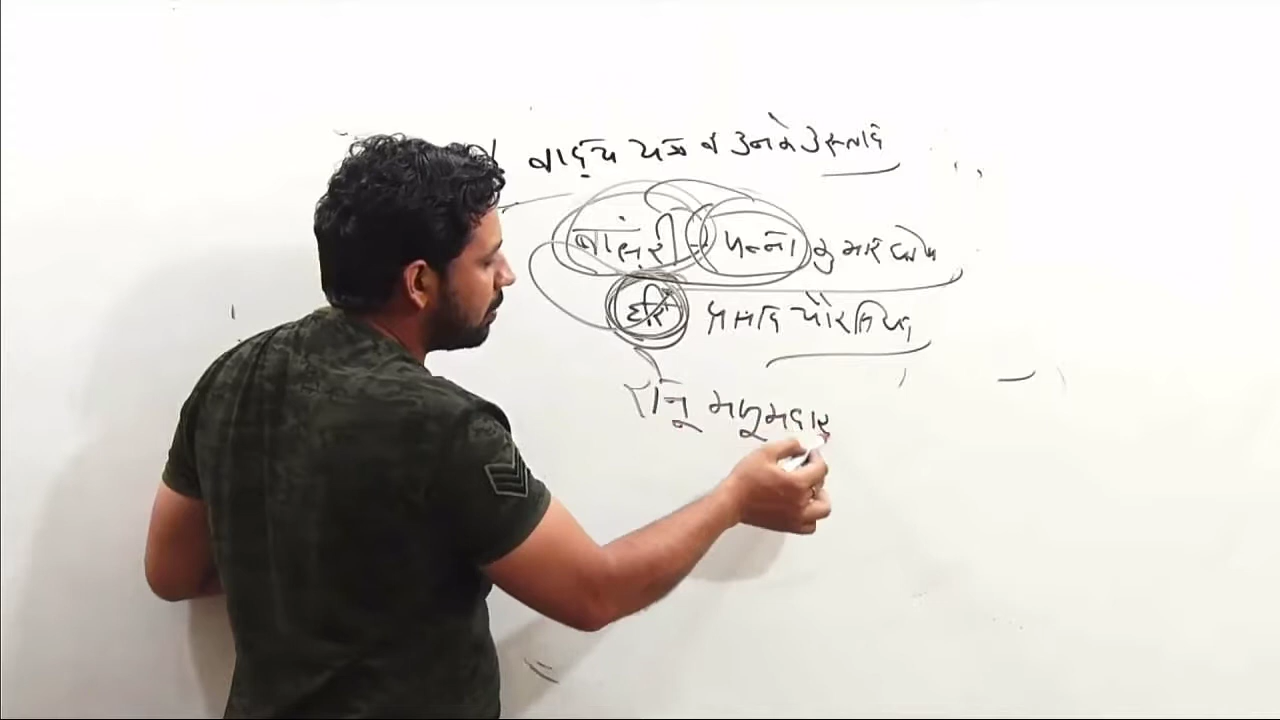 वाद्य यंत्र व उनके उस्ताद
बांसुरी - पन्ना कुमार घोष
हरि प्रसाद चौरसिया
रोनू मजूमदार